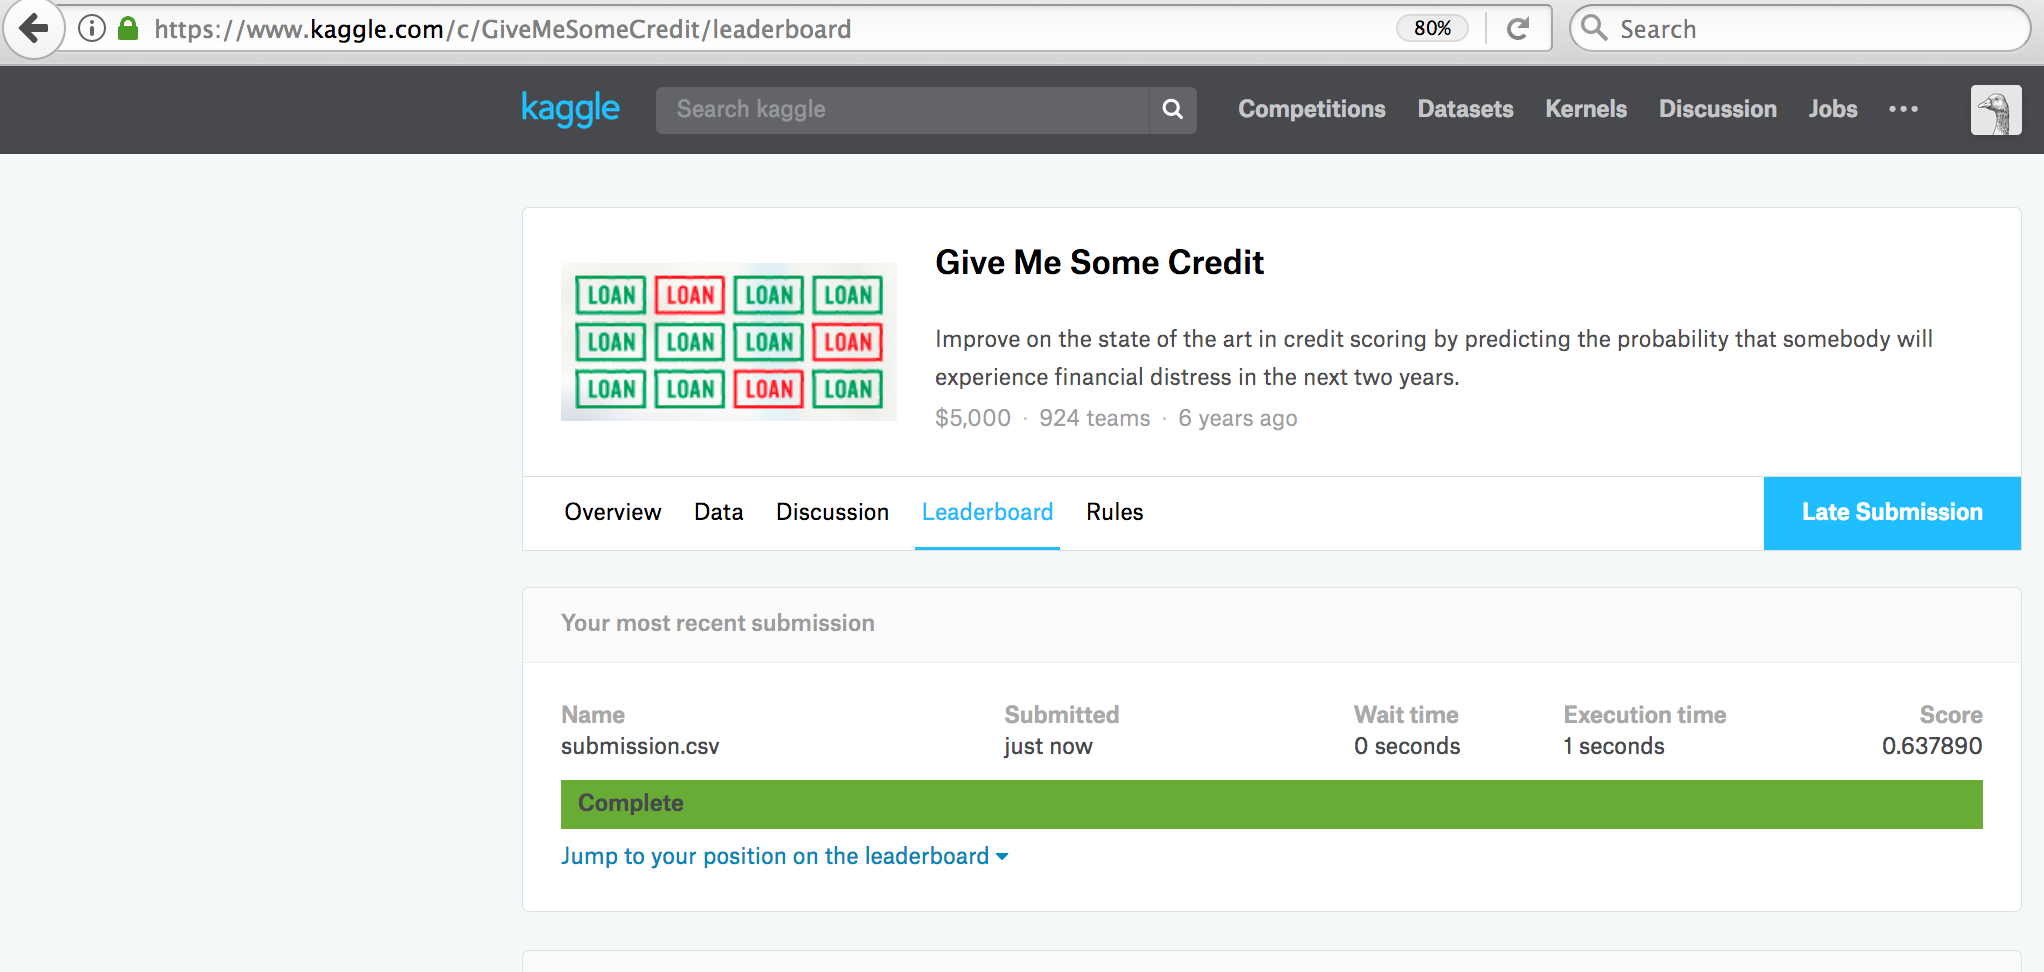 https://www.kaggle.com/c/GiveMeSomeCredit/leaderboard 80% Search
kaggle Search kaggle Competitions Datasets Kernels Discussion Jobs •••
LOAN LOAN LOAN LOAN
LOAN LOAN LOAN LOAN
LOAN LOAN LOAN LOAN
Give Me Some Credit
Improve on the state of the art in credit scoring by predicting the probability that somebody will
experience financial distress in the next two years.
$5,000 · 924 teams · 6 years ago
Overview Data Discussion Leaderboard Rules Late Submission
Your most recent submission
Name Submitted Wait time Execution time Score
submission.csv just now 0 seconds 1 seconds 0.637890
Complete
Jump to your position on the leaderboard